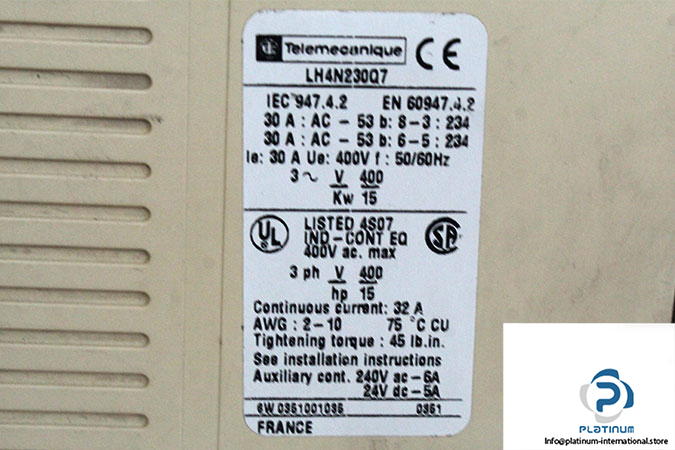 Telemecanique CE
LH4N230Q7
IEC 947.4.2 EN 60947.4.2
30 A : AC - 53 b: 8-3 : 234
30 A : AC - 53 b: 6-5 : 234
Ie: 30 A Ue: 400V f : 50/60Hz
3~ V 400
Kw 15
UL LISTED 4S07 SA
IND-CONT EQ
400V ac. max
3 ph V 400
hp 15
Continuous current: 32 A
AWG : 2-10 75 °C CU
Tightening torque : 45 lb.in.
See installation instructions
Auxiliary cont. 240V ac-6A
24V dc-5A
6W 0351001035 0351
FRANCE
PLATINUM
Info@platinum-international.store